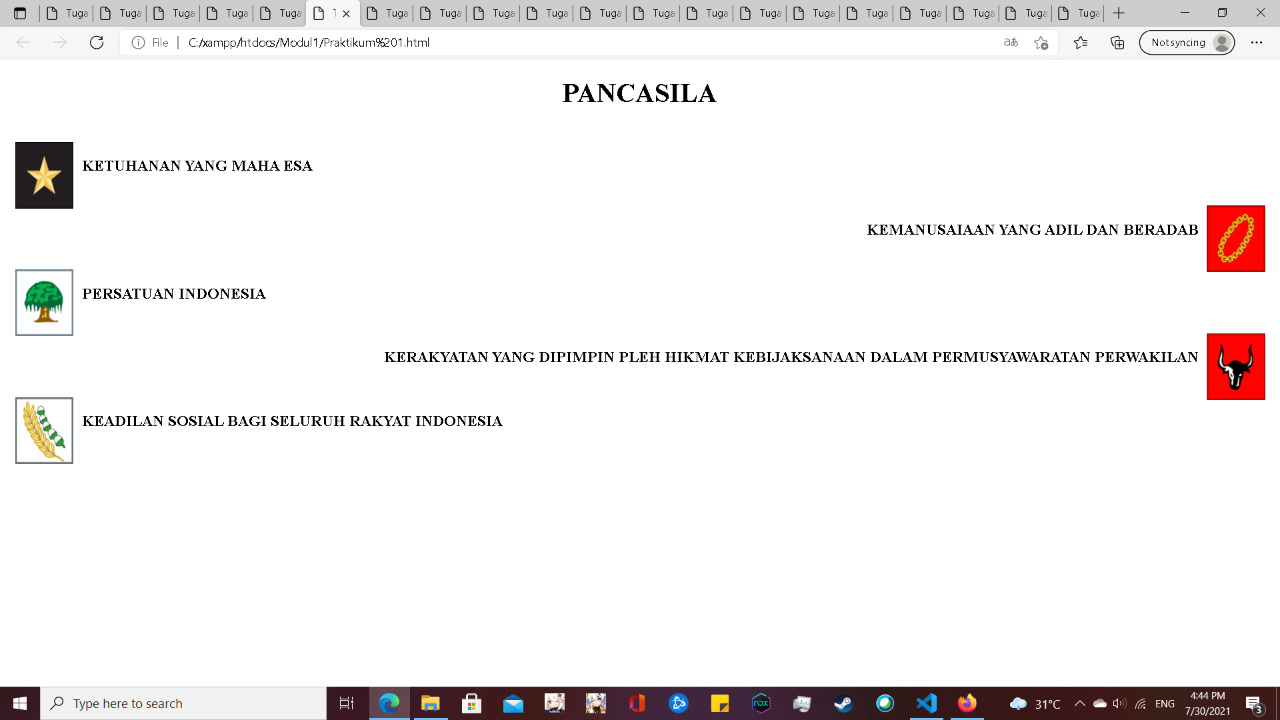 Tuga Tuga Tuga Tuga Tuga T Tuga Tuga Tuga Tuga Tuga Tuga Tuga Tuga Tuga Tuga Tuga Tuga Tuga Tuga
File | C:/xampp/htdocs/Modul1/Praktikum%201.html aあ Not syncing
PANCASILA
KETUHANAN YANG MAHA ESA
KEMANUSAIAAN YANG ADIL DAN BERADAB
PERSATUAN INDONESIA
KERAKYATAN YANG DIPIMPIN PLEH HIKMAT KEBIJAKSANAAN DALAM PERMUSYAWARATAN PERWAKILAN
KEADILAN SOSIAL BAGI SELURUH RAKYAT INDONESIA
Type here to search
nox
31°C
ENG
4:44 PM
7/30/2021
3